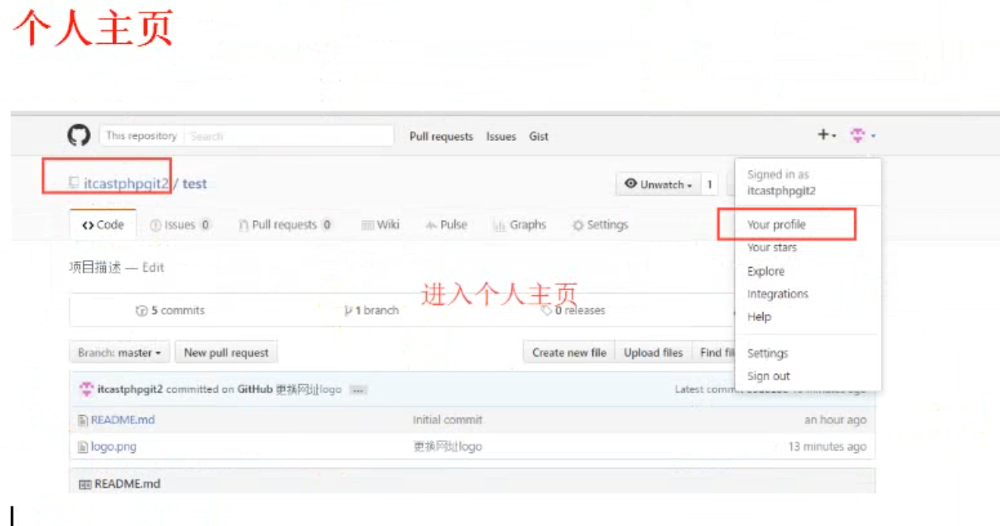 个人主页
This repository Search Pull requests Issues Gist
itcastphpgit2 / test Unwatch 1
Signed in as
itcastphpgit2
Code Issues 0 Pull requests 0 Wiki Pulse Graphs Settings
Your profile
Your stars
Explore
Integrations
Help
Settings
Sign out
项目描述 — Edit
进入个人主页
5 commits 1 branch 0 releases
Branch: master New pull request Create new file Upload files Find
itcastphpgit2 committed on GitHub 更换网址logo ... Latest
README.md Initial commit an hour ago
logo.png 更换网址logo 13 minutes ago
README.md